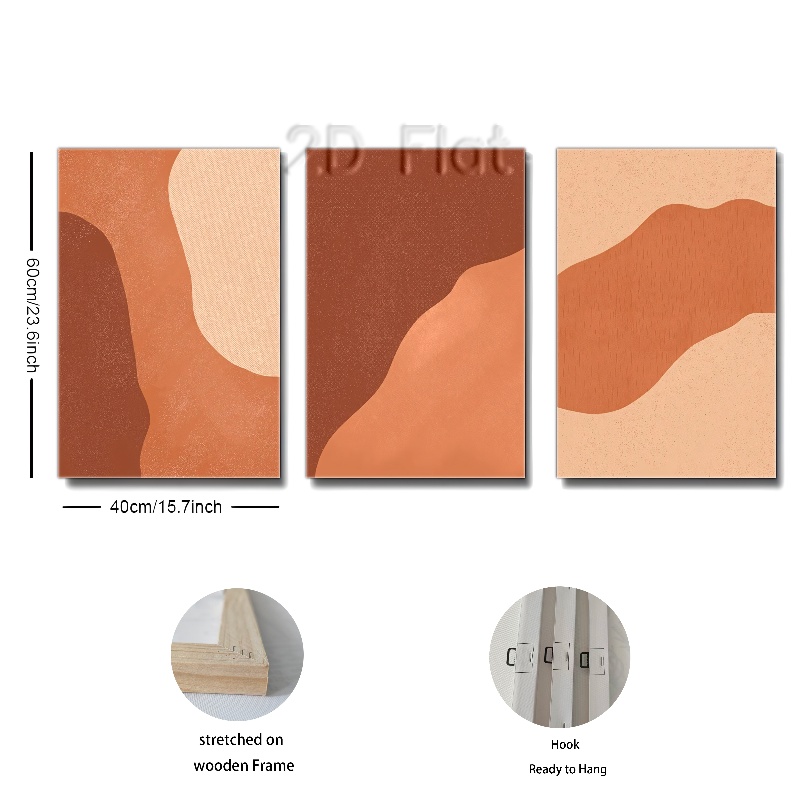 2D Flat
60cm/23.6inch
40cm/15.7inch
stretched on
wooden Frame
Hook
Ready to Hang